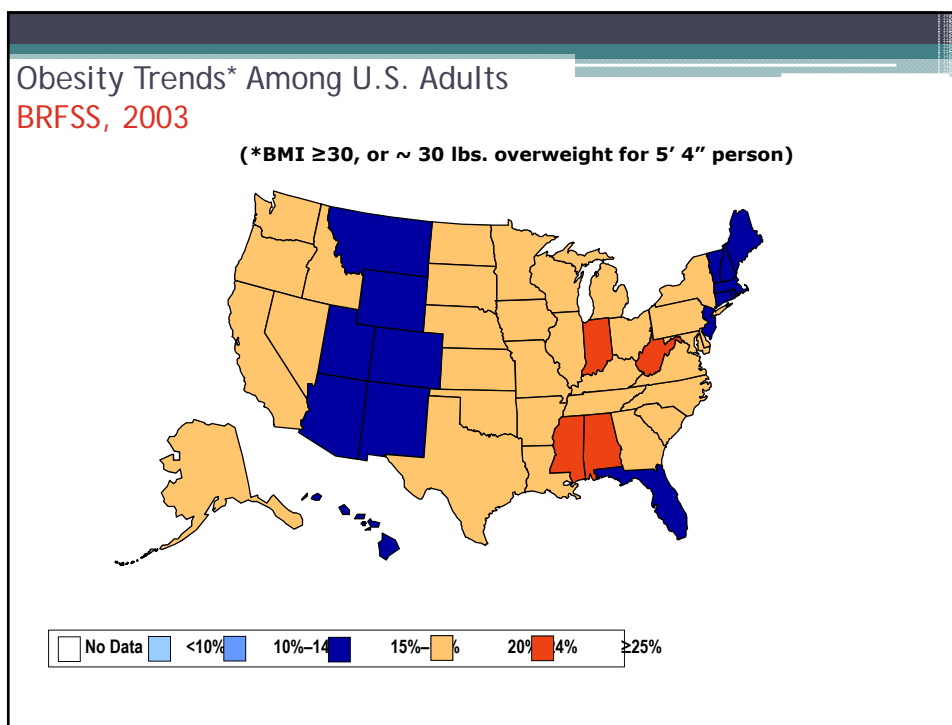 Obesity Trends* Among U.S. Adults
BRFSS, 2003
(*BMI ≥30, or ~ 30 lbs. overweight for 5’ 4” person)
No Data <10% 10%–14 15%– % 20% 4% ≥25%